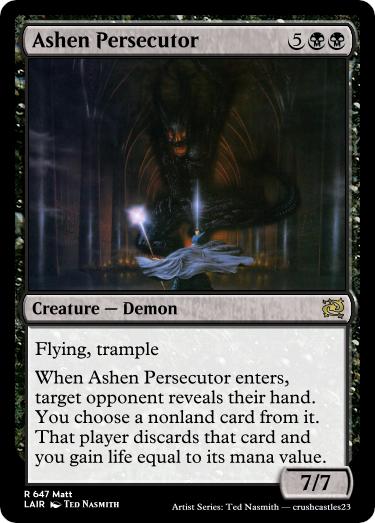 Ashen Persecutor 5
Creature — Demon
Flying, trample
When Ashen Persecutor enters,
target opponent reveals their hand.
You choose a nonland card from it.
That player discards that card and
you gain life equal to its mana value.
7/7
R 647 Matt
LAIR Ted Nasmith
Artist Series: Ted Nasmith — crushcastles23